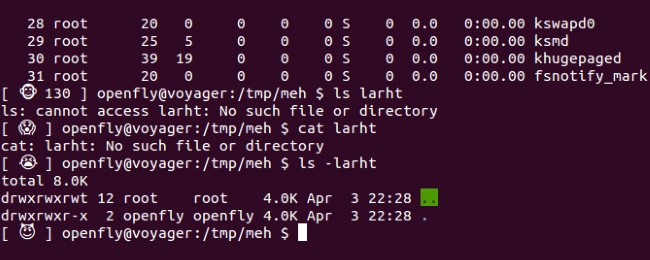 28 root 20 0 0 0 0 S 0 0.0 0:00.00 kswapd0
29 root 25 5 0 0 0 S 0 0.0 0:00.00 ksmd
30 root 39 19 0 0 0 S 0 0.0 0:00.00 khugepaged
31 root 20 0 0 0 0 S 0 0.0 0:00.00 fsnotify_mark
[ 🐵 130 ] openfly@voyager:/tmp/meh $ ls larht
ls: cannot access larht: No such file or directory
[ 😱 ] openfly@voyager:/tmp/meh $ cat larht
cat: larht: No such file or directory
[ 😭 ] openfly@voyager:/tmp/meh $ ls -larht
total 8.0K
drwxrwxrwt 12 root root 4.0K Apr 3 22:28 ..
drwxrwxr-x 2 openfly openfly 4.0K Apr 3 22:28 .
[ 😈 ] openfly@voyager:/tmp/meh $